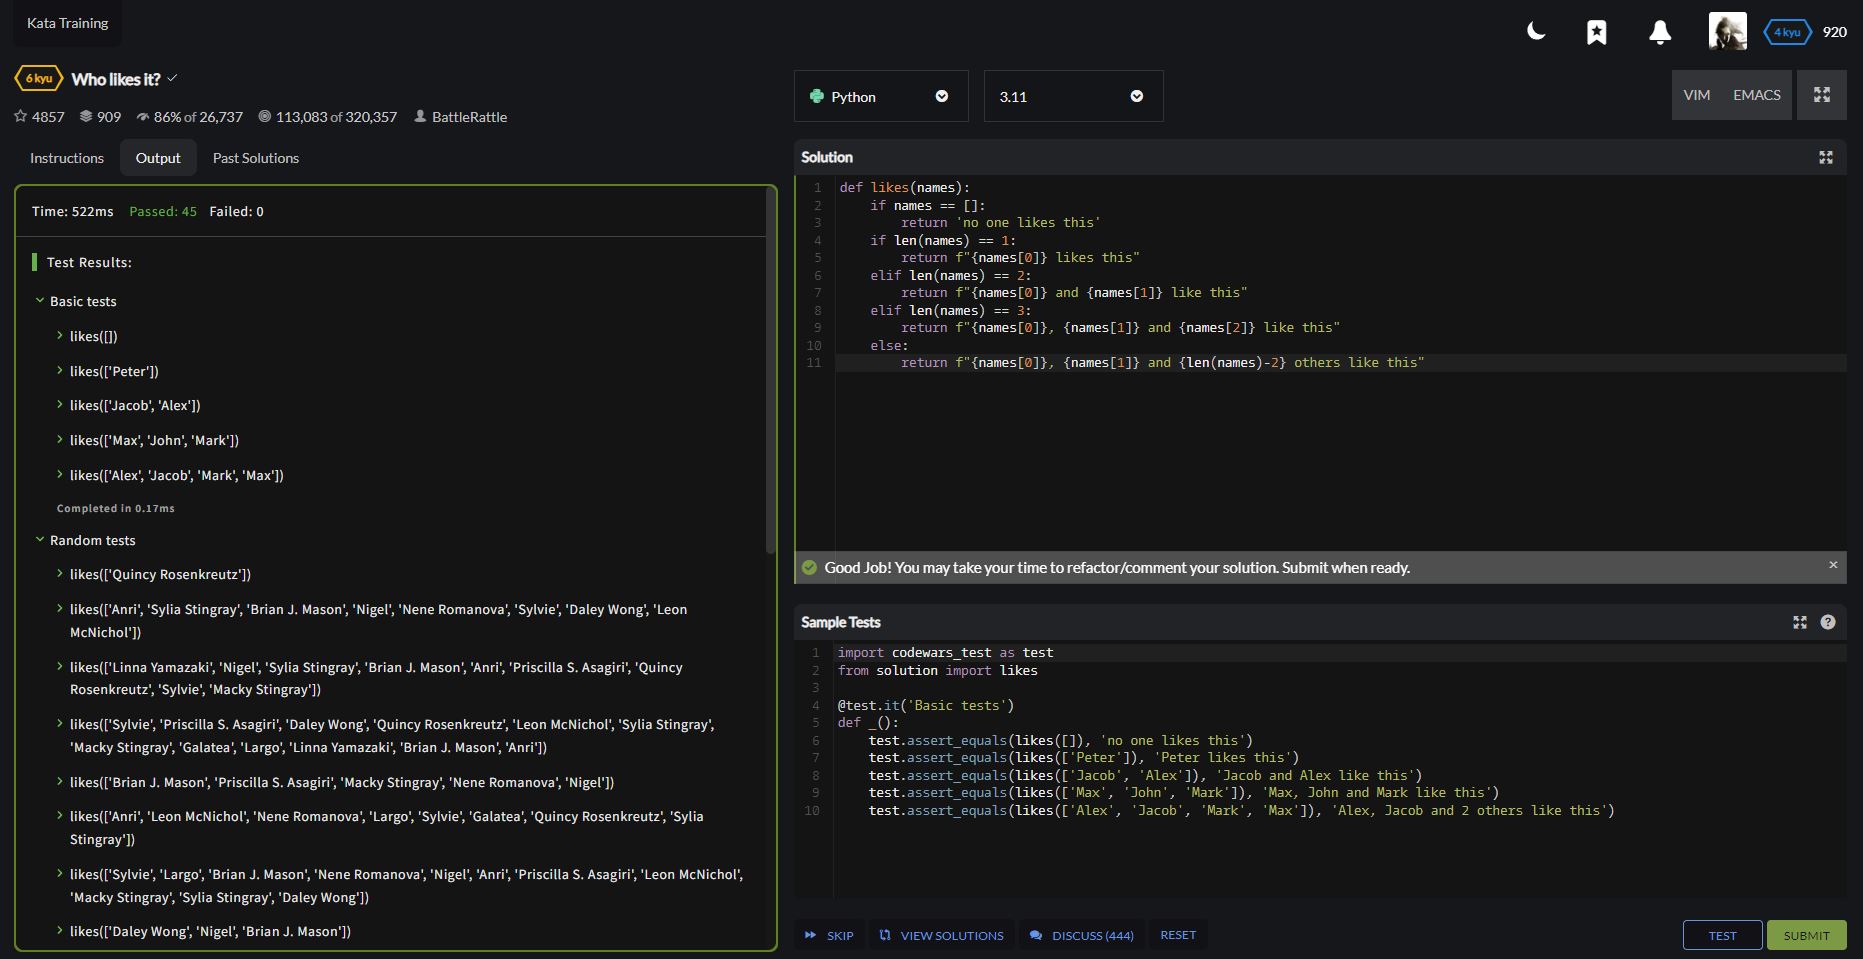 Kata Training
4 kyu 920
6 kyu Who likes it?
4857 909 86% of 26,737 113,083 of 320,357 BattleRattle
Instructions Output Past Solutions
Time: 522ms Passed: 45 Failed: 0
Test Results:
Basic tests
likes([])
likes(['Peter'])
likes(['Jacob', 'Alex'])
likes(['Max', 'John', 'Mark'])
likes(['Alex', 'Jacob', 'Mark', 'Max'])
Completed in 0.17ms
Random tests
likes(['Quincy Rosenkreutz'])
likes(['Anri', 'Sylia Stingray', 'Brian J. Mason', 'Nigel', 'Nene Romanova', 'Sylvie', 'Daley Wong', 'Leon
McNichol'])
likes(['Linna Yamazaki', 'Nigel', 'Sylia Stingray', 'Brian J. Mason', 'Anri', 'Priscilla S. Asagiri', 'Quincy
Rosenkreutz', 'Sylvie', 'Macky Stingray'])
likes(['Sylvie', 'Priscilla S. Asagiri', 'Daley Wong', 'Quincy Rosenkreutz', 'Leon McNichol', 'Sylia Stingray',
'Macky Stingray', 'Galatea', 'Largo', 'Linna Yamazaki', 'Brian J. Mason', 'Anri'])
likes(['Brian J. Mason', 'Priscilla S. Asagiri', 'Macky Stingray', 'Nene Romanova', 'Nigel'])
likes(['Anri', 'Leon McNichol', 'Nene Romanova', 'Largo', 'Sylvie', 'Galatea', 'Quincy Rosenkreutz', 'Sylia
Stingray'])
likes(['Sylvie', 'Largo', 'Brian J. Mason', 'Nene Romanova', 'Nigel', 'Anri', 'Priscilla S. Asagiri', 'Leon McNichol',
'Macky Stingray', 'Sylia Stingray', 'Daley Wong'])
likes(['Daley Wong', 'Nigel', 'Brian J. Mason'])
Python 3.11 VIM EMACS
Solution
1 def likes(names):
2     if names == []:
3         return 'no one likes this'
4     if len(names) == 1:
5         return f"{names[0]} likes this"
6     elif len(names) == 2:
7         return f"{names[0]} and {names[1]} like this"
8     elif len(names) == 3:
9         return f"{names[0]}, {names[1]} and {names[2]} like this"
10     else:
11         return f"{names[0]}, {names[1]} and {len(names)-2} others like this"
Good Job! You may take your time to refactor/comment your solution. Submit when ready. ×
Sample Tests ?
1 import codewars_test as test
2 from solution import likes
3
4 @test.it('Basic tests')
5 def _():
6     test.assert_equals(likes([]), 'no one likes this')
7     test.assert_equals(likes(['Peter']), 'Peter likes this')
8     test.assert_equals(likes(['Jacob', 'Alex']), 'Jacob and Alex like this')
9     test.assert_equals(likes(['Max', 'John', 'Mark']), 'Max, John and Mark like this')
10     test.assert_equals(likes(['Alex', 'Jacob', 'Mark', 'Max']), 'Alex, Jacob and 2 others like this')
SKIP VIEW SOLUTIONS DISCUSS (444) RESET TEST SUBMIT